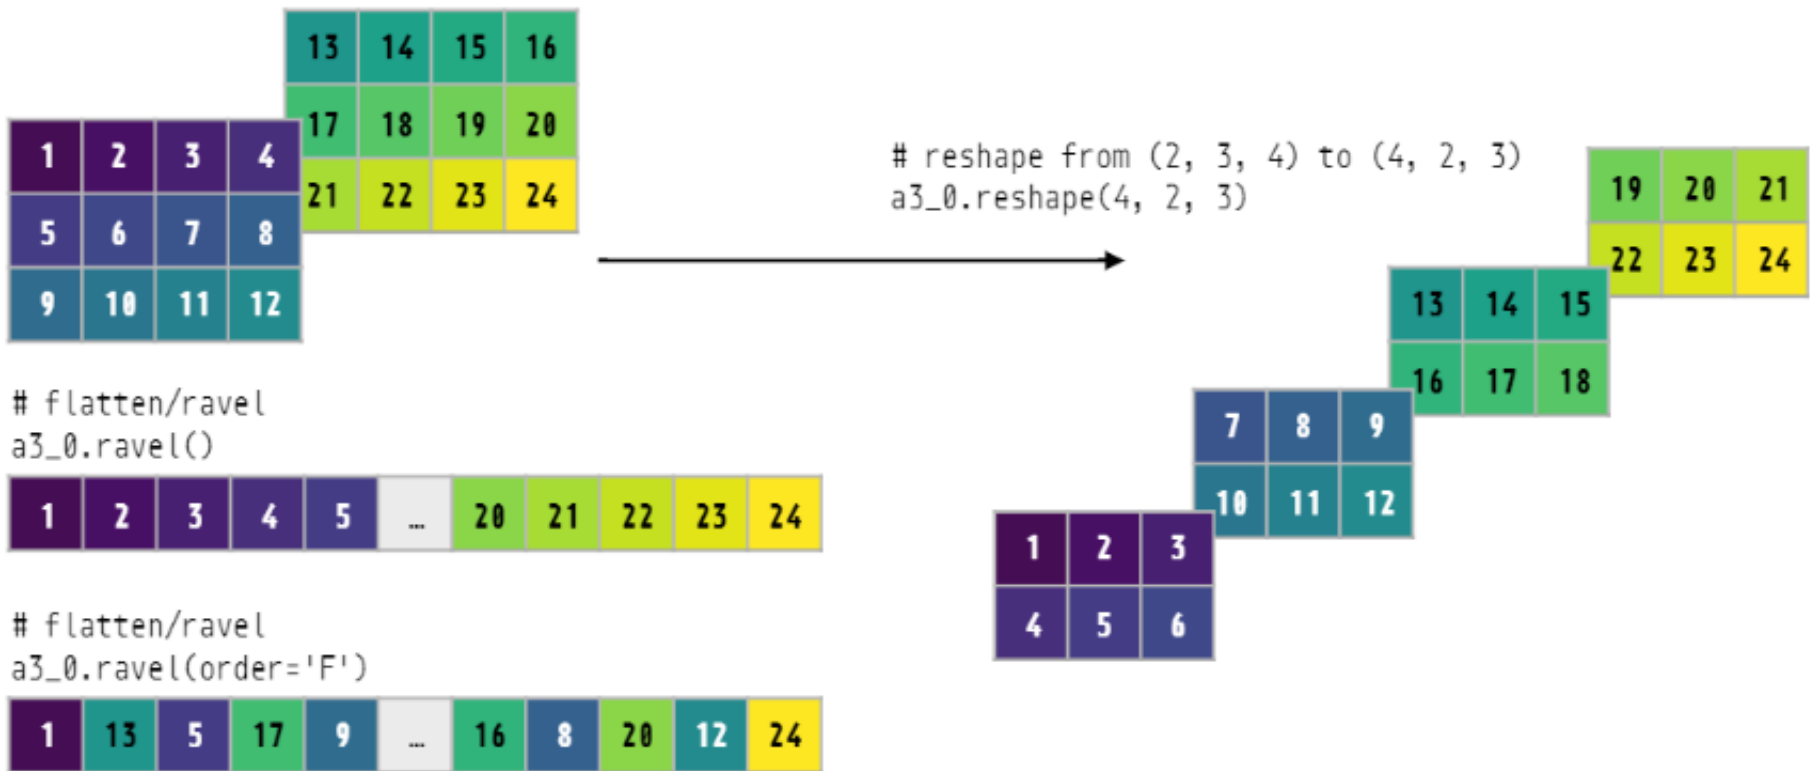 13 14 15 16
17 18 19 20
21 22 23 24
1 2 3 4
5 6 7 8
9 10 11 12
# flatten/ravel
a3_0.ravel()
1 2 3 4 5 … 20 21 22 23 24
# flatten/ravel
a3_0.ravel(order='F')
1 13 5 17 9 … 16 8 20 12 24
# reshape from (2, 3, 4) to (4, 2, 3)
a3_0.reshape(4, 2, 3)
19 20 21
22 23 24
13 14 15
16 17 18
7 8 9
10 11 12
1 2 3
4 5 6